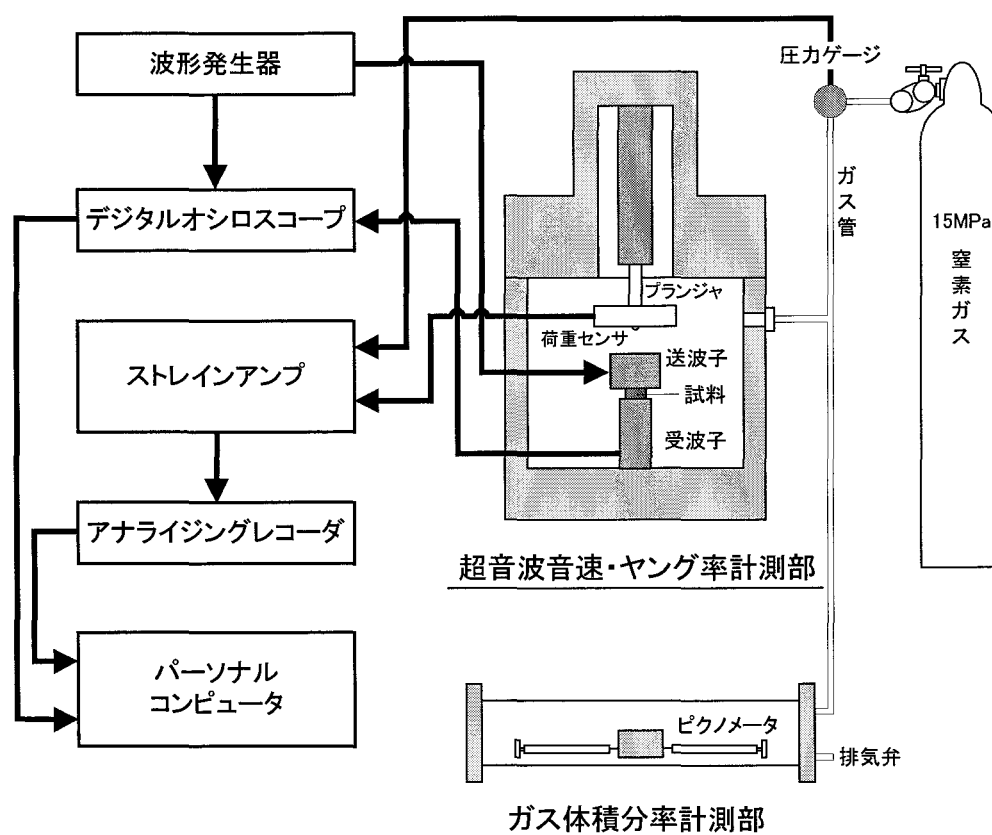 波形発生器
圧力ゲージ
デジタルオシロスコープ
ガス管
15MPa
窒素ガス
プランジャ
荷重センサ
ストレインアンプ
送波子
試料
受波子
アナライジングレコーダ
超音波音速・ヤング率計測部
パーソナル
コンピュータ
ピクノメータ
排気弁
ガス体積分率計測部